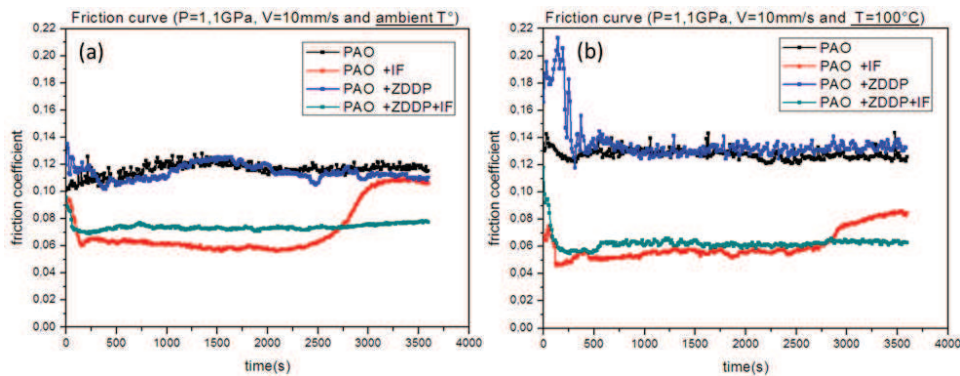 Friction curve (P=1,1GPa, V=10mm/s and ambient T°)
(a)
PAO
PAO +IF
PAO +ZDDP
PAO +ZDDP+IF
friction coefficient
0.22
0.20
0.18
0.16
0.14
0.12
0.10
0.08
0.06
0.04
0.02
0.00
0 500 1000 1500 2000 2500 3000 3500 4000
time(s)
Friction curve (P=1,1GPa, V=10mm/s and T=100°C)
(b)
PAO
PAO +IF
PAO +ZDDP
PAO +ZDDP+IF
friction coefficient
0.22
0.20
0.18
0.16
0.14
0.12
0.10
0.08
0.06
0.04
0.02
0.00
0 500 1000 1500 2000 2500 3000 3500 4000
time(s)